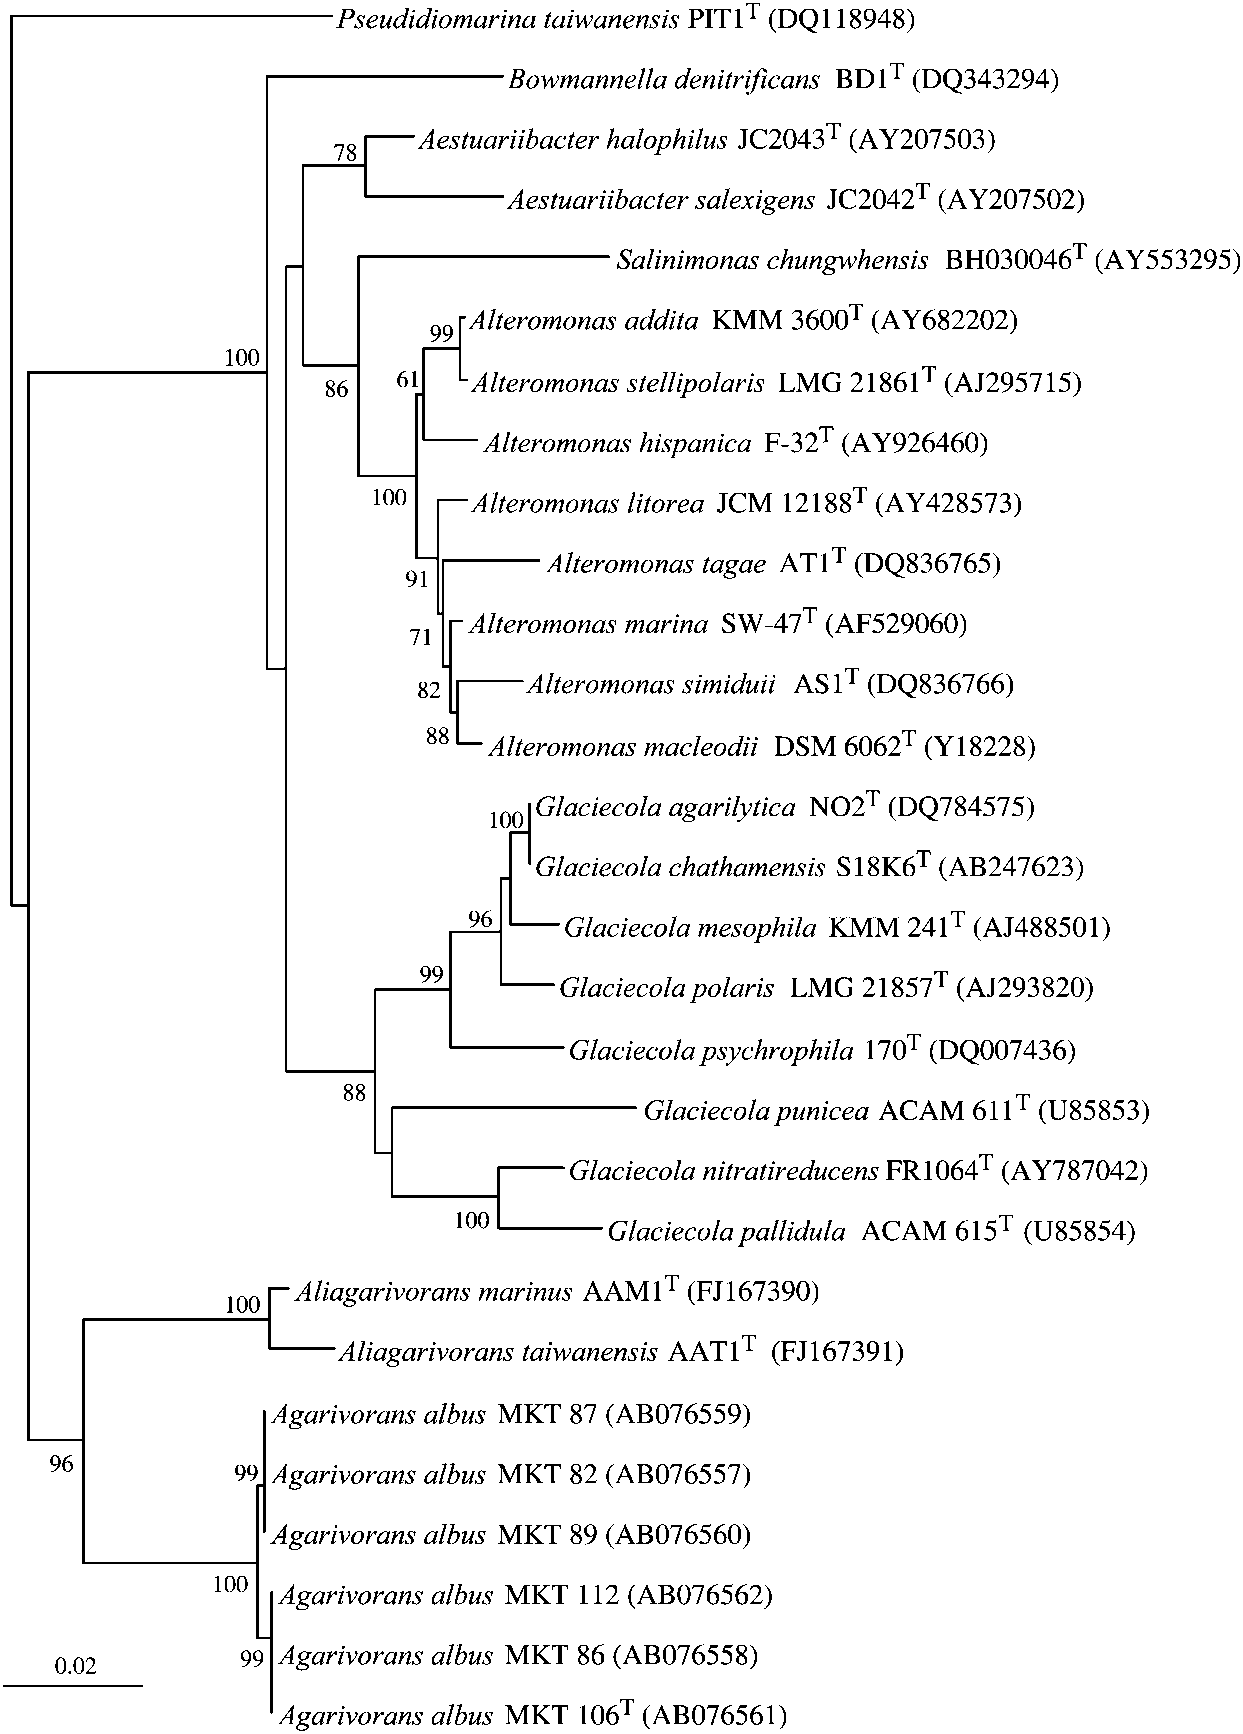 Pseudidiomarina taiwanensis PIT1ᵀ (DQ118948)
Bowmannella denitrificans BD1ᵀ (DQ343294)
78
Aestuariibacter halophilus JC2043ᵀ (AY207503)
Aestuariibacter salexigens JC2042ᵀ (AY207502)
Salinimonas chungwhensis BH030046ᵀ (AY553295)
99
Alteromonas addita KMM 3600ᵀ (AY682202)
100
86
61
Alteromonas stellipolaris LMG 21861ᵀ (AJ295715)
Alteromonas hispanica F-32ᵀ (AY926460)
100
Alteromonas litorea JCM 12188ᵀ (AY428573)
91
Alteromonas tagae AT1ᵀ (DQ836765)
71
Alteromonas marina SW-47ᵀ (AF529060)
82
Alteromonas simiduii AS1ᵀ (DQ836766)
88
Alteromonas macleodii DSM 6062ᵀ (Y18228)
100
Glaciecola agarilytica NO2ᵀ (DQ784575)
Glaciecola chathamensis S18K6ᵀ (AB247623)
96
Glaciecola mesophila KMM 241ᵀ (AJ488501)
99
Glaciecola polaris LMG 21857ᵀ (AJ293820)
Glaciecola psychrophila 170ᵀ (DQ007436)
88
Glaciecola punicea ACAM 611ᵀ (U85853)
Glaciecola nitratireducens FR1064ᵀ (AY787042)
100
Glaciecola pallidula ACAM 615ᵀ (U85854)
100
Aliagarivorans marinus AAM1ᵀ (FJ167390)
Aliagarivorans taiwanensis AAT1ᵀ (FJ167391)
Agarivorans albus MKT 87 (AB076559)
96
99
Agarivorans albus MKT 82 (AB076557)
Agarivorans albus MKT 89 (AB076560)
100
Agarivorans albus MKT 112 (AB076562)
99
Agarivorans albus MKT 86 (AB076558)
0.02
Agarivorans albus MKT 106ᵀ (AB076561)